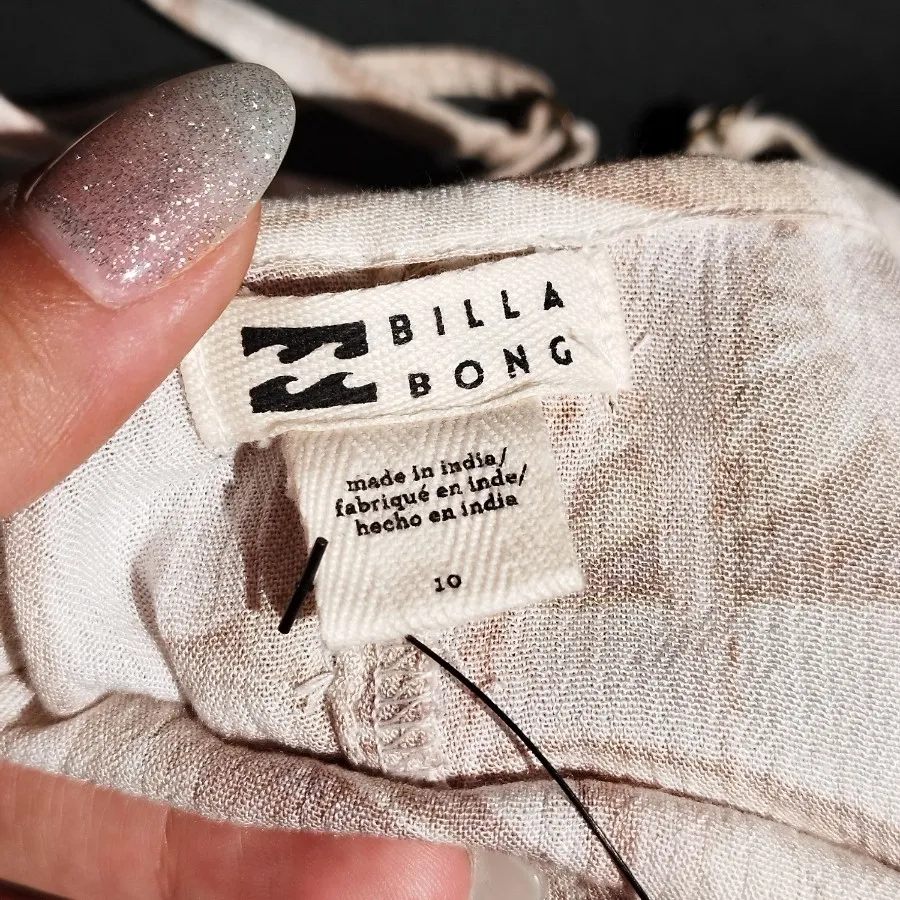 BILLA
BONG
made in india/
fabriqué en inde/
hecho en india
10